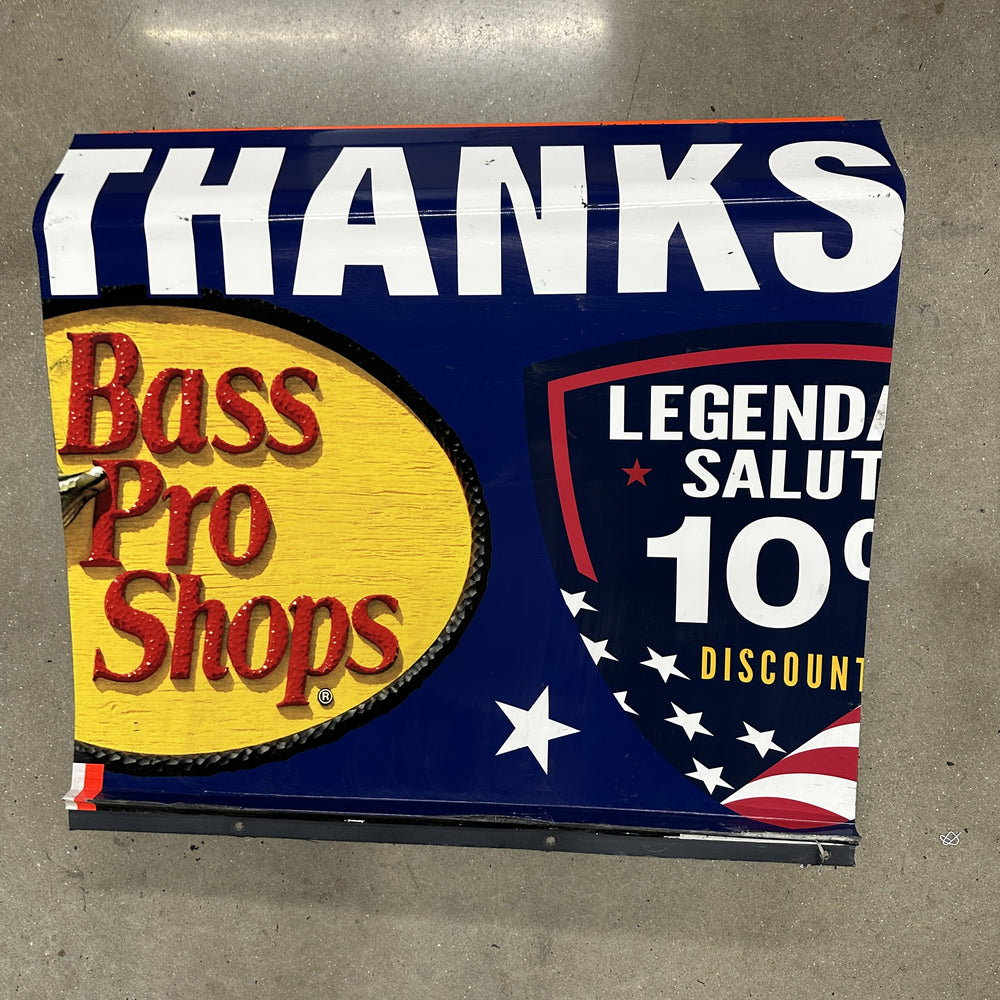 THANKS
Bass
Pro
Shops
®
LEGENDA
SALUT
10%
DISCOUNT